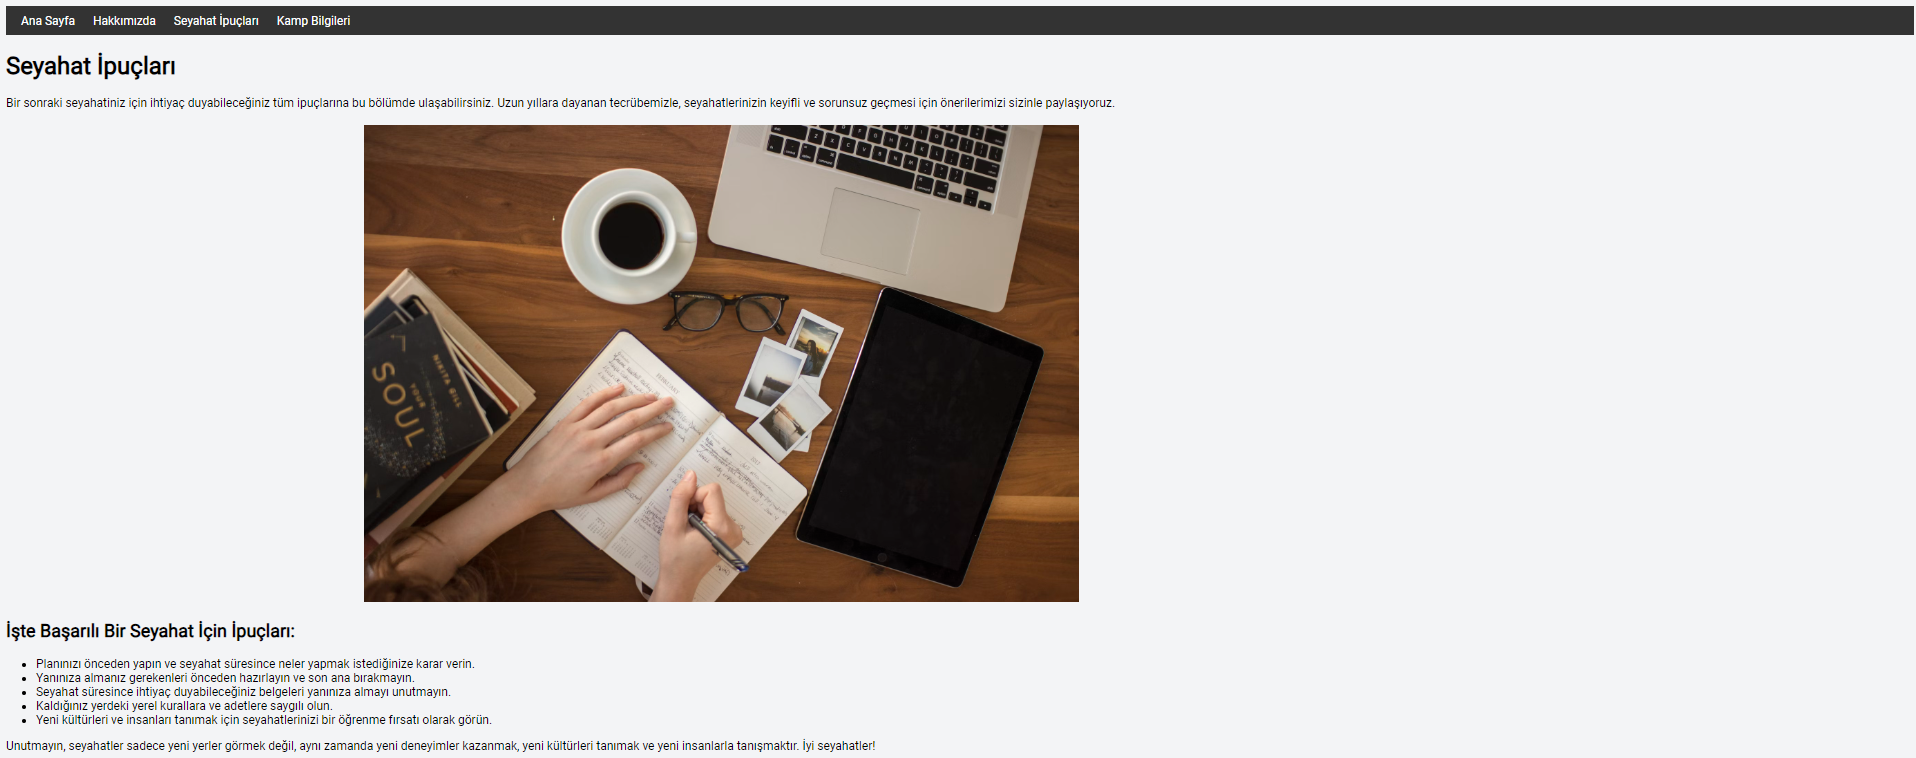 Ana Sayfa Hakkımızda Seyahat İpuçları Kamp Bilgileri
Seyahat İpuçları
Bir sonraki seyahatiniz için ihtiyaç duyabileceğiniz tüm ipuçlarına bu bölümde ulaşabilirsiniz. Uzun yıllara dayanan tecrübemizle, seyahatlerinizin keyifli ve sorunsuz geçmesi için önerilerimizi sizinle paylaşıyoruz.
NIKITA GILL
YOUR
SOUL
İşte Başarılı Bir Seyahat İçin İpuçları:
Planınızı önceden yapın ve seyahat süresince neler yapmak istediğinize karar verin.
Yanınıza almanız gerekenleri önceden hazırlayın ve son ana bırakmayın.
Seyahat süresince ihtiyaç duyabileceğiniz belgeleri yanınıza almayı unutmayın.
Kaldığınız yerdeki yerel kurallara ve adetlere saygılı olun.
Yeni kültürleri ve insanları tanımak için seyahatlerinizi bir öğrenme fırsatı olarak görün.
Unutmayın, seyahatler sadece yeni yerler görmek değil, aynı zamanda yeni deneyimler kazanmak, yeni kültürleri tanımak ve yeni insanlarla tanışmaktır. İyi seyahatler!